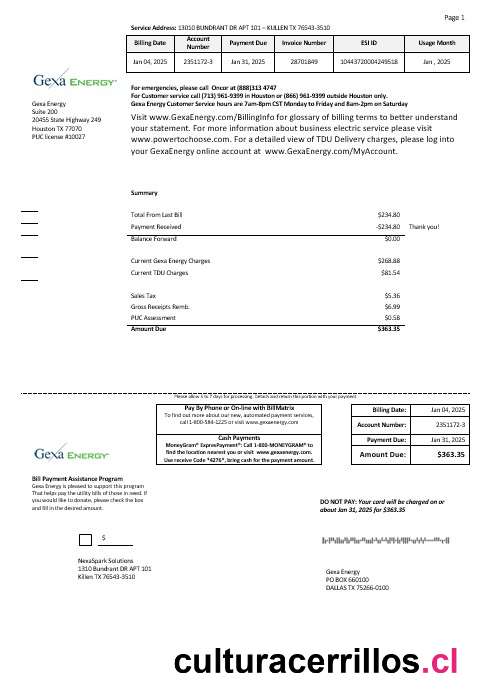 Page 1
Service Address: 13010 BUNDRANT DR APT 101 – KULLEN TX 76543-3510
Billing Date Account Number Payment Due Invoice Number ESI ID Usage Month
Jan 04, 2025 2351172-3 Jan 31, 2025 28701849 10443720004249518 Jan , 2025
Gexa ENERGY
For emergencies, please call Oncor at (888)313 4747
For Customer service call (713) 961-9399 in Houston or (866) 961-9399 outside Houston only.
Gexa Energy Customer Service hours are 7am-8pm CST Monday to Friday and 8am-2pm on Saturday
Gexa Energy
Suite 200
20455 State Highway 249
Houston TX 77070
PUC license #10027
Visit www.GexaEnergy.com/BillingInfo for glossary of billing terms to better understand
your statement. For more information about business electric service please visit
www.powertochoose.com. For a detailed view of TDU Delivery charges, please log into
your GexaEnergy online account at www.GexaEnergy.com/MyAccount.
Summary
Total From Last Bill $234.80
Payment Received -$234.80 Thank you!
Balance Forward $0.00
Current Gexa Energy Charges $268.88
Current TDU Charges $81.54
Sales Tax $5.36
Gross Receipts Remb. $6.99
PUC Assessment $0.58
Amount Due $363.35
Please allow 5 to 7 days for processing. Detach and return this portion with your payment
Pay By Phone or On-line with BillMatrix
To find out more about our new, automated payment services,
call 1-800-584-1225 or visit www.gexaenergy.com
Cash Payments
MoneyGram® ExpressPayment®: Call 1-800-MONEYGRAM® to
find the location nearest you or visit www.gexaenergy.com.
Use receive Code *4276*, bring cash for the payment amount.
Billing Date: Jan 04, 2025
Account Number: 2351172-3
Payment Due: Jan 31, 2025
Amount Due: $363.35
Gexa ENERGY
Bill Payment Assistance Program
Gexa Energy is pleased to support this program
That helps pay the utility bills of those in need. If
you would like to donate, please check the box
and fill in the desired amount.
$
DO NOT PAY: Your card will be charged on or
about Jan 31, 2025 for $363.35
NexaSpark Solutions
1310 Bundrant DR APT 101
Killen TX 76543-3510
Gexa Energy
PO BOX 660100
DALLAS TX 75266-0100
culturacerrillos.cl